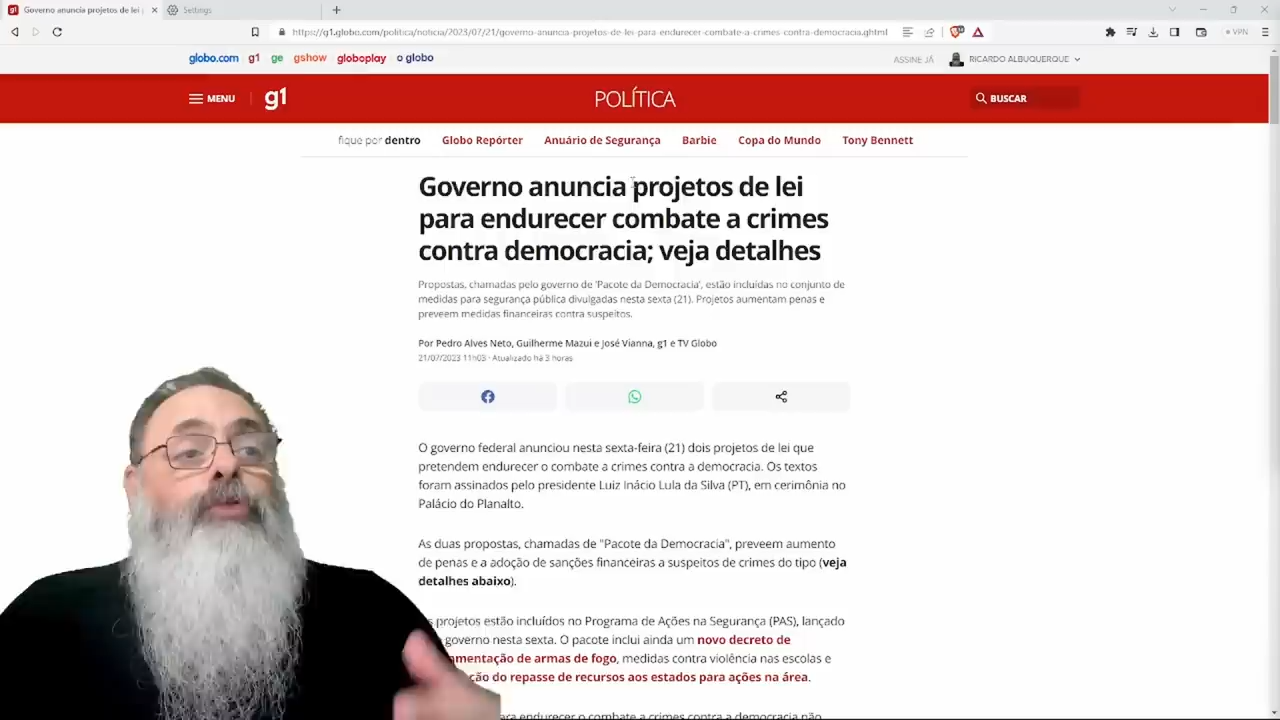 Governo anuncia projetos de lei
Settings
https://g1.globo.com/politica/noticia/2023/07/21/governo-anuncia-projetos-de-lei-para-endurecer-combate-a-crimes-contra-democracia.ghtml
VPN
globo.com g1 ge gshow globoplay o globo
ASSINE JÁ
RICARDO ALBUQUERQUE
MENU
g1
POLÍTICA
BUSCAR
fique por dentro Globo Repórter Anuário de Segurança Barbie Copa do Mundo Tony Bennett
Governo anuncia projetos de lei
para endurecer combate a crimes
contra democracia; veja detalhes
Propostas, chamadas pelo governo de 'Pacote da Democracia', estão incluídas no conjunto de
medidas para segurança pública divulgadas nesta sexta (21). Projetos aumentam penas e
preveem medidas financeiras contra suspeitos.
Por Pedro Alves Neto, Guilherme Mazui e José Vianna, g1 e TV Globo
21/07/2023 11h03 · Atualizado há 3 horas
O governo federal anunciou nesta sexta-feira (21) dois projetos de lei que
pretendem endurecer o combate a crimes contra a democracia. Os textos
foram assinados pelo presidente Luiz Inácio Lula da Silva (PT), em cerimônia no
Palácio do Planalto.
As duas propostas, chamadas de "Pacote da Democracia", preveem aumento
de penas e a adoção de sanções financeiras a suspeitos de crimes do tipo (veja
detalhes abaixo).
projetos estão incluídos no Programa de Ações na Segurança (PAS), lançado
governo nesta sexta. O pacote inclui ainda um novo decreto de
de armas de fogo, medidas contra violência nas escolas e
do repasse de recursos aos estados para ações na área.
para endurecer o combate a crimes contra a democracia não